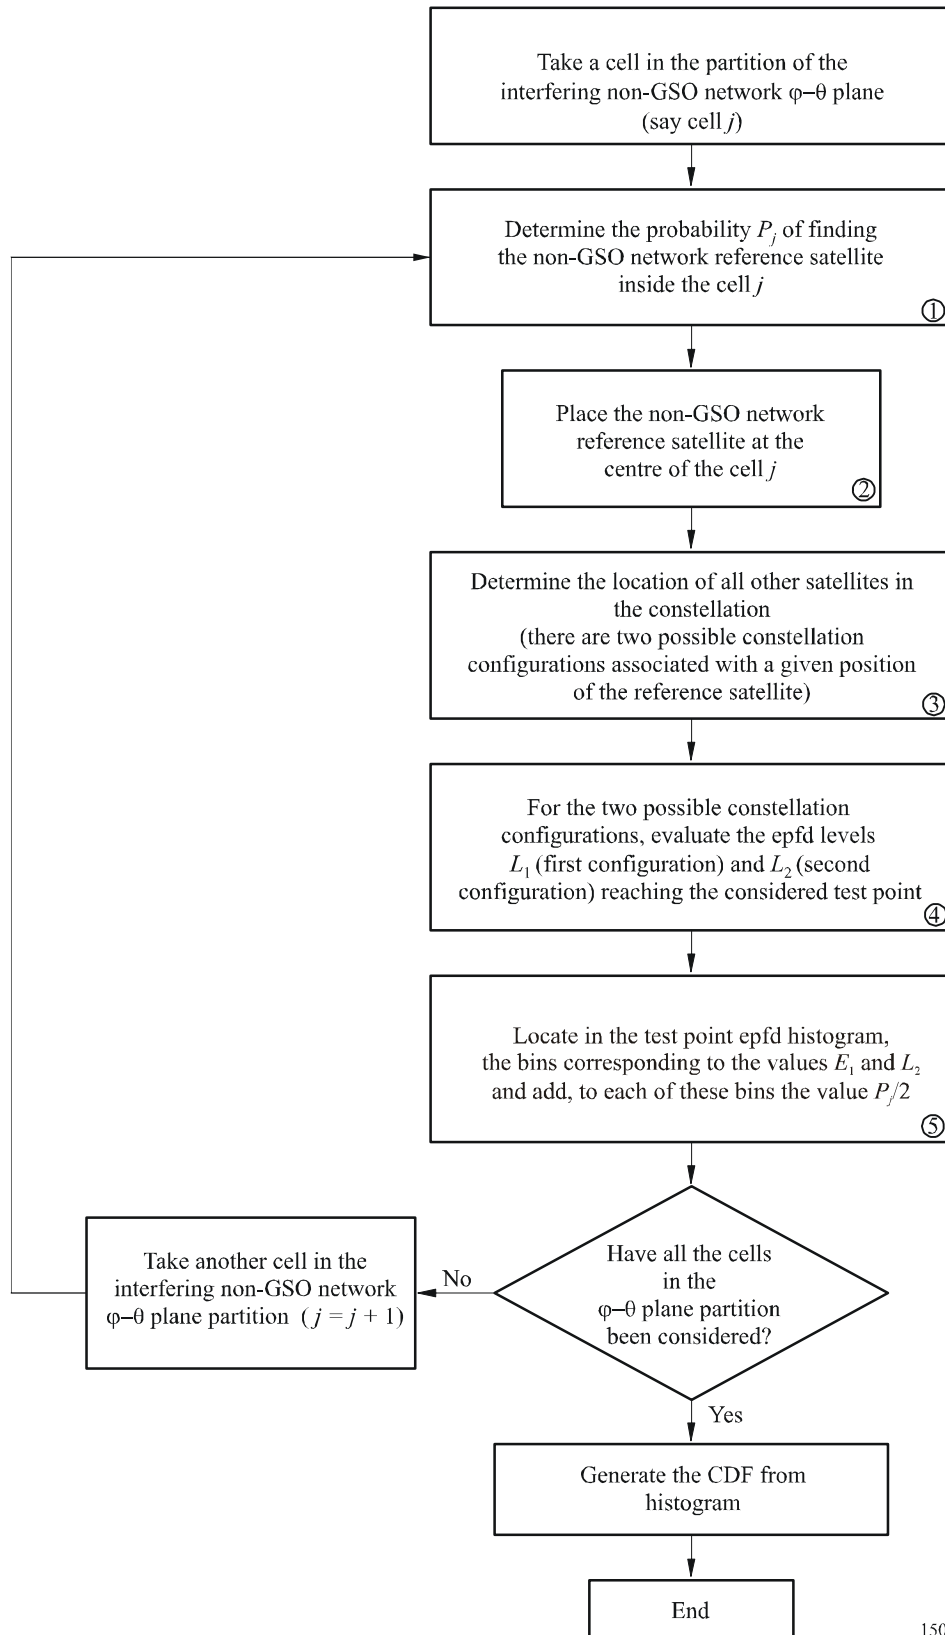 Take a cell in the partition of the
interfering non-GSO network φ–θ plane
(say cell j)
Determine the probability Pj of finding
the non-GSO network reference satellite
inside the cell j
①
Place the non-GSO network
reference satellite at the
centre of the cell j
②
Determine the location of all other satellites in
the constellation
(there are two possible constellation
configurations associated with a given position
of the reference satellite)
③
For the two possible constellation
configurations, evaluate the epfd levels
L1 (first configuration) and L2 (second
configuration) reaching the considered test point
④
Locate in the test point epfd histogram,
the bins corresponding to the values E1 and L2
and add, to each of these bins the value Pj/2
⑤
Have all the cells
in the
φ–θ plane partition
been considered?
No
Take another cell in the
interfering non-GSO network
φ–θ plane partition (j = j + 1)
Yes
Generate the CDF from
histogram
End
150